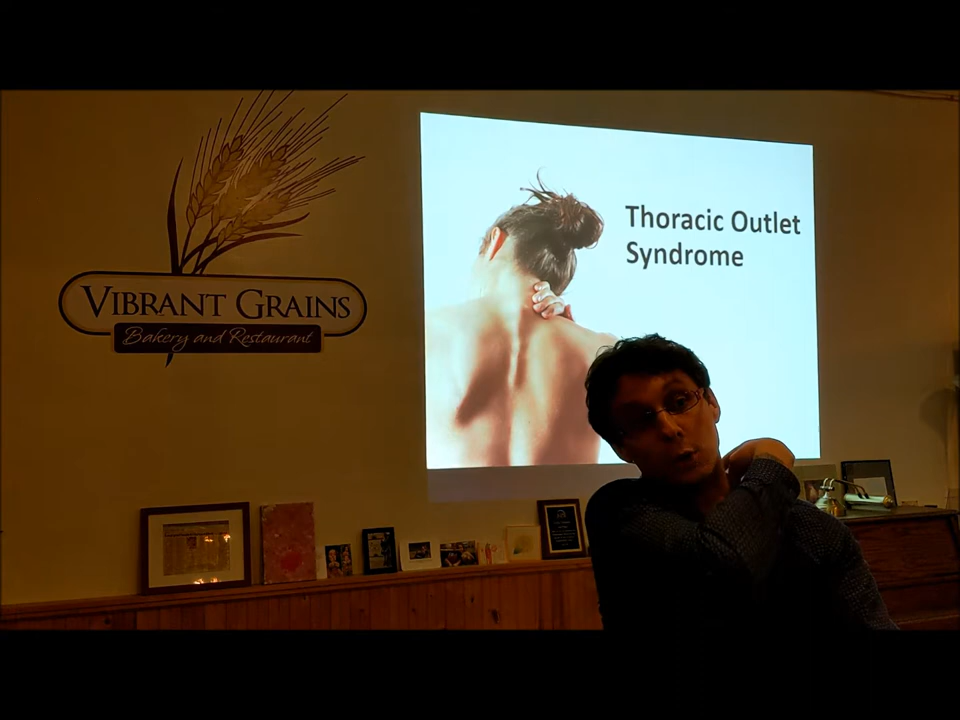 VIBRANT GRAINS
Bakery and Restaurant
Thoracic Outlet
Syndrome